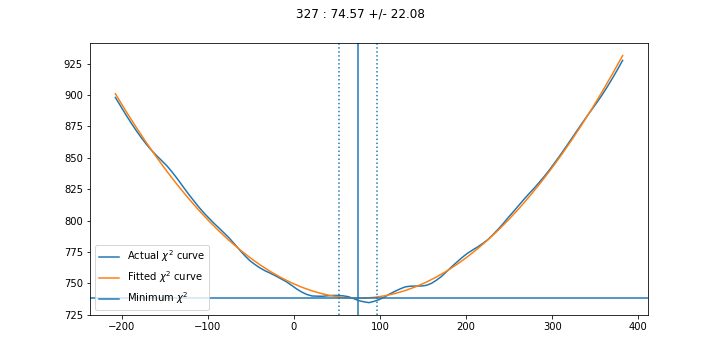 327 : 74.57 +/- 22.08
925
900
875
850
825
800
775
750
725
Actual χ² curve
Fitted χ² curve
Minimum χ²
−200 −100 0 100 200 300 400